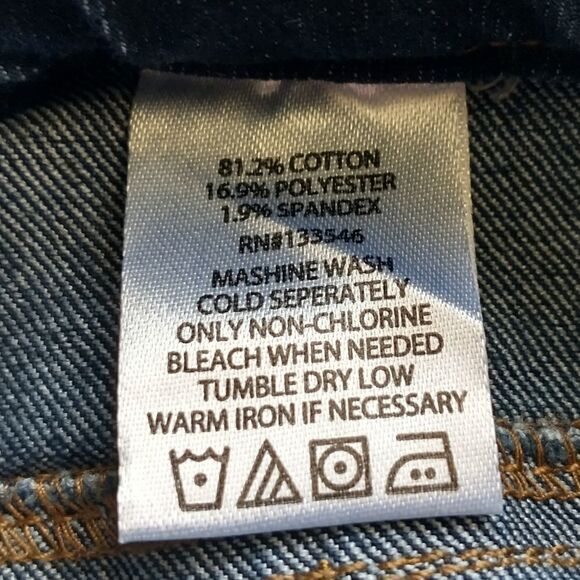 81.2% COTTON
16.9% POLYESTER
1.9% SPANDEX
RN#133546
MASHINE WASH
COLD SEPERATELY
ONLY NON-CHLORINE
BLEACH WHEN NEEDED
TUMBLE DRY LOW
WARM IRON IF NECESSARY